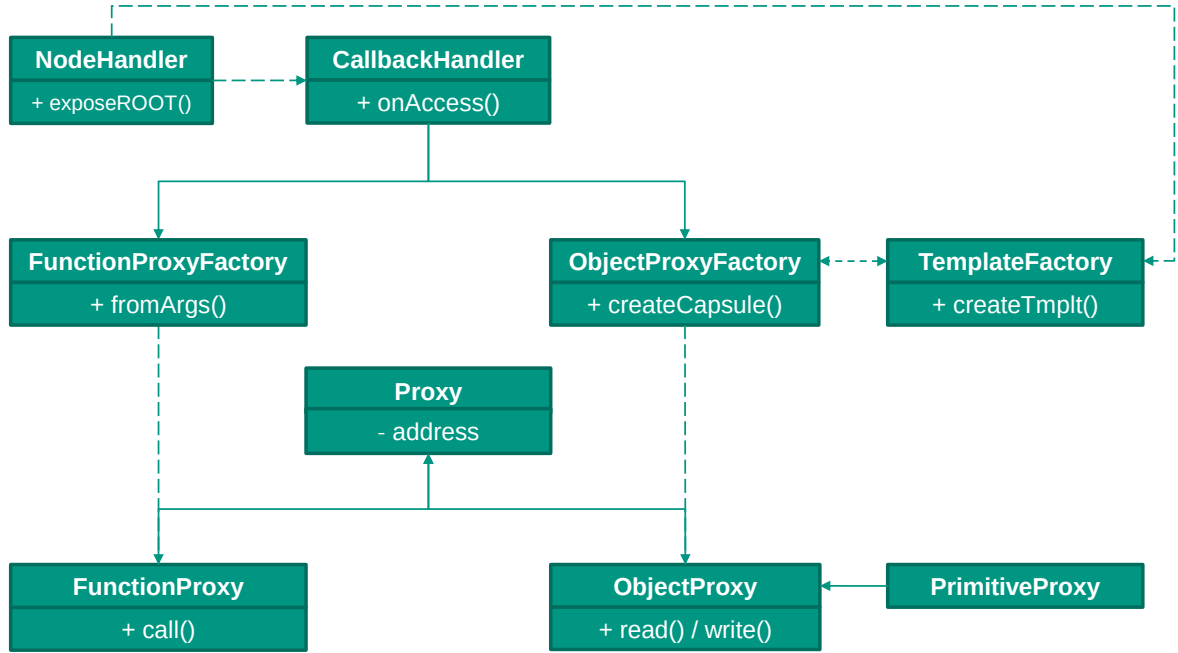 NodeHandler
+ exposeROOT()
CallbackHandler
+ onAccess()
FunctionProxyFactory
+ fromArgs()
ObjectProxyFactory
+ createCapsule()
TemplateFactory
+ createTmplt()
Proxy
- address
FunctionProxy
+ call()
ObjectProxy
+ read() / write()
PrimitiveProxy